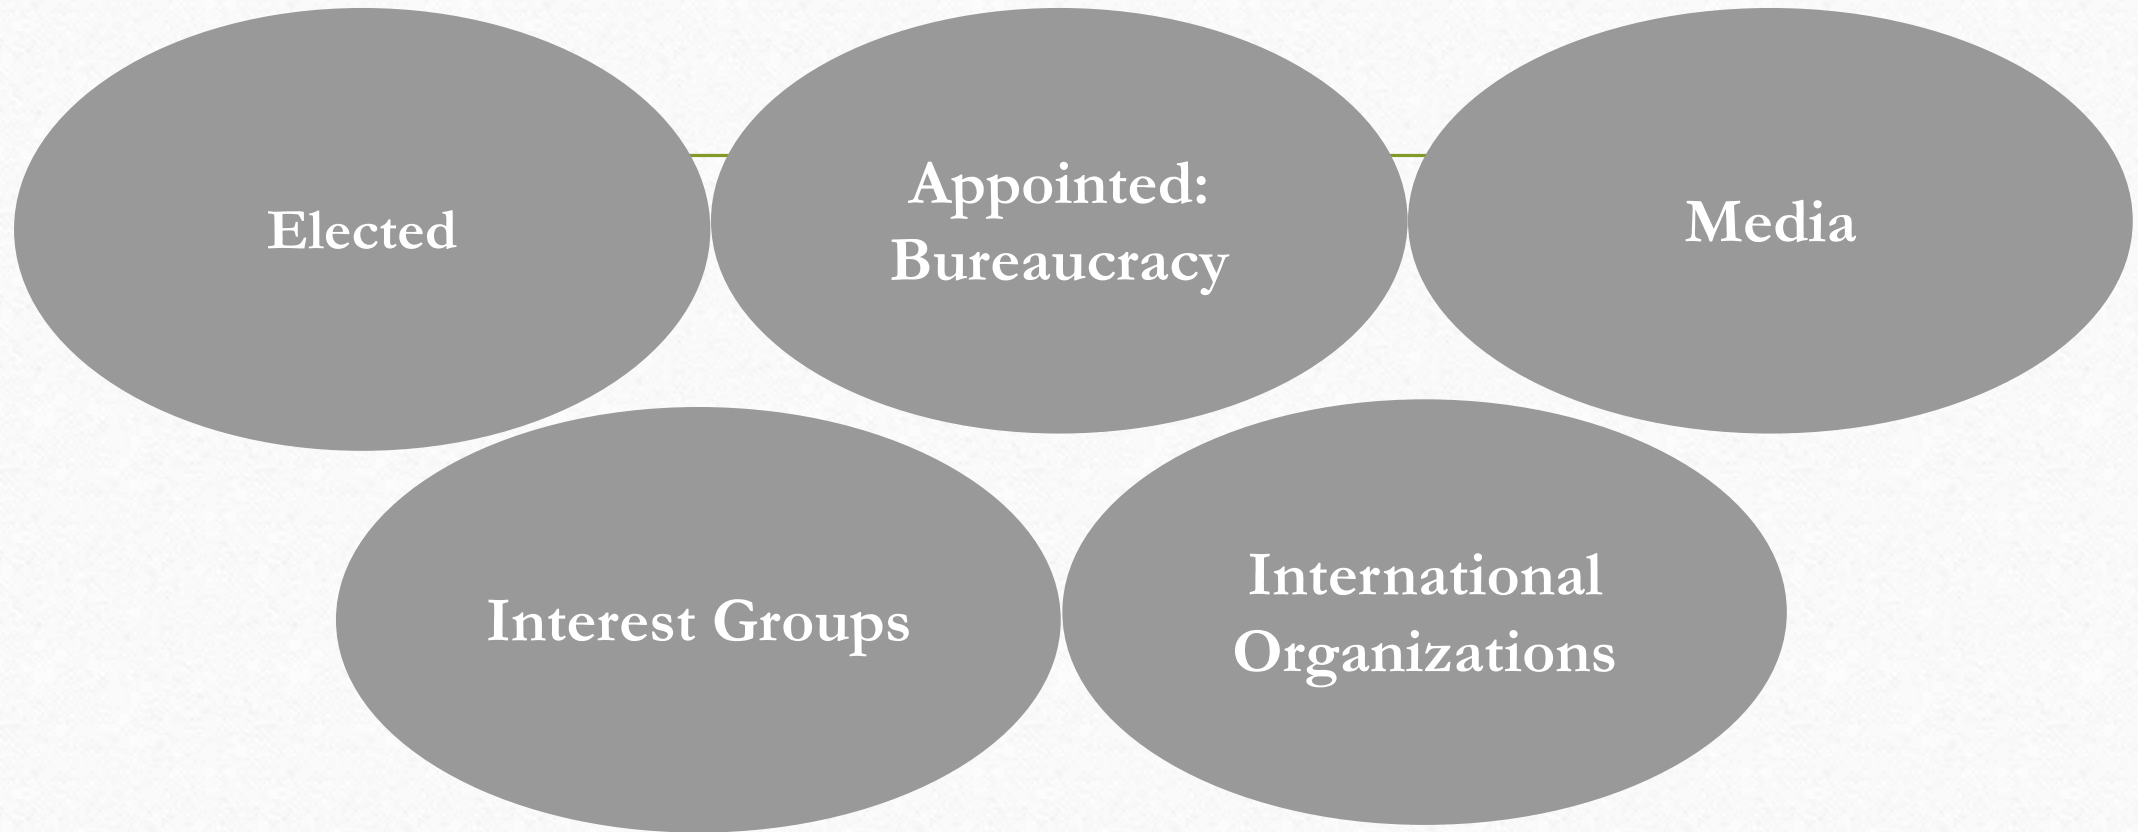 Elected
Appointed:
Bureaucracy
Media
Interest Groups
International
Organizations